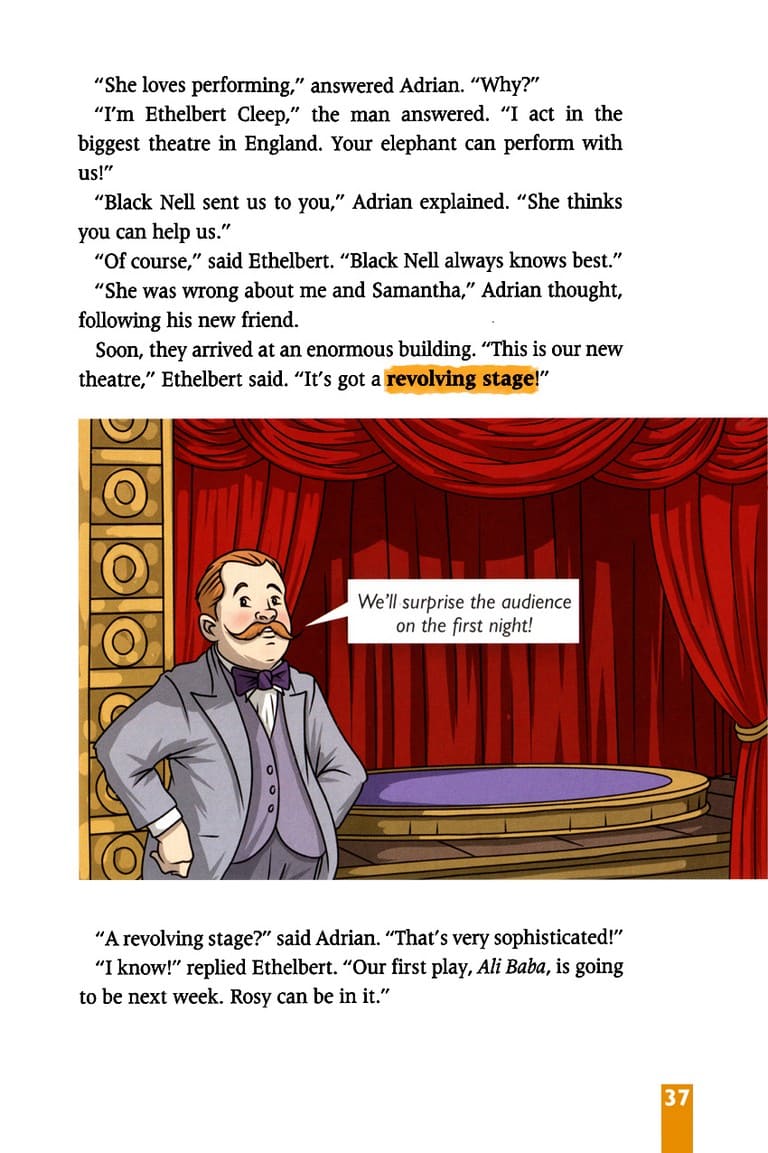 “She loves performing,” answered Adrian. “Why?”
“I’m Ethelbert Cleep,” the man answered. “I act in the
biggest theatre in England. Your elephant can perform with
us!”
“Black Nell sent us to you,” Adrian explained. “She thinks
you can help us.”
“Of course,” said Ethelbert. “Black Nell always knows best.”
“She was wrong about me and Samantha,” Adrian thought,
following his new friend.
Soon, they arrived at an enormous building. “This is our new
theatre,” Ethelbert said. “It’s got a revolving stage!”
We’ll surprise the audience
on the first night!
“A revolving stage?” said Adrian. “That’s very sophisticated!”
“I know!” replied Ethelbert. “Our first play, Ali Baba, is going
to be next week. Rosy can be in it.”
37